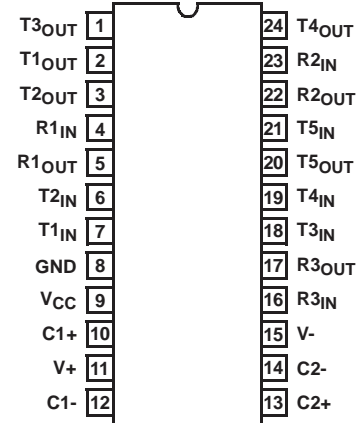 T3OUT 1
T1OUT 2
T2OUT 3
R1IN 4
R1OUT 5
T2IN 6
T1IN 7
GND 8
VCC 9
C1+ 10
V+ 11
C1- 12
24 T4OUT
23 R2IN
22 R2OUT
21 T5IN
20 T5OUT
19 T4IN
18 T3IN
17 R3OUT
16 R3IN
15 V-
14 C2-
13 C2+